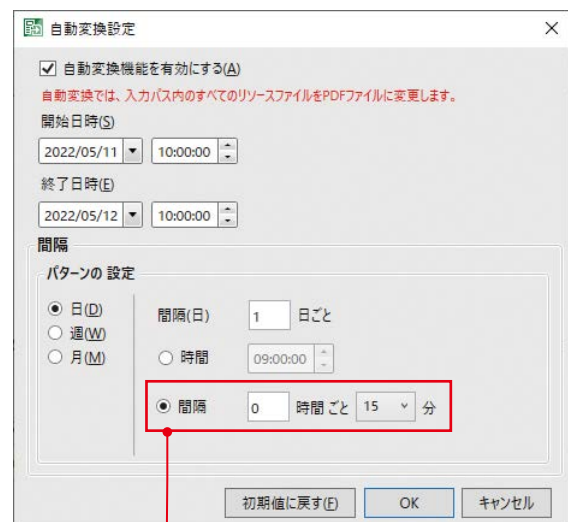 自動変換設定
自動変換機能を有効にする(A)
自動変換では、入力パス内のすべてのリソースファイルをPDFファイルに変更します。
開始日時(S)
2022/05/11 10:00:00
終了日時(E)
2022/05/12 10:00:00
間隔
パターンの 設定
日(D)
週(W)
月(M)
間隔(日) 1 日ごと
時間 09:00:00
間隔 0 時間 ごと 15 分
初期値に戻す(F) OK キャンセル